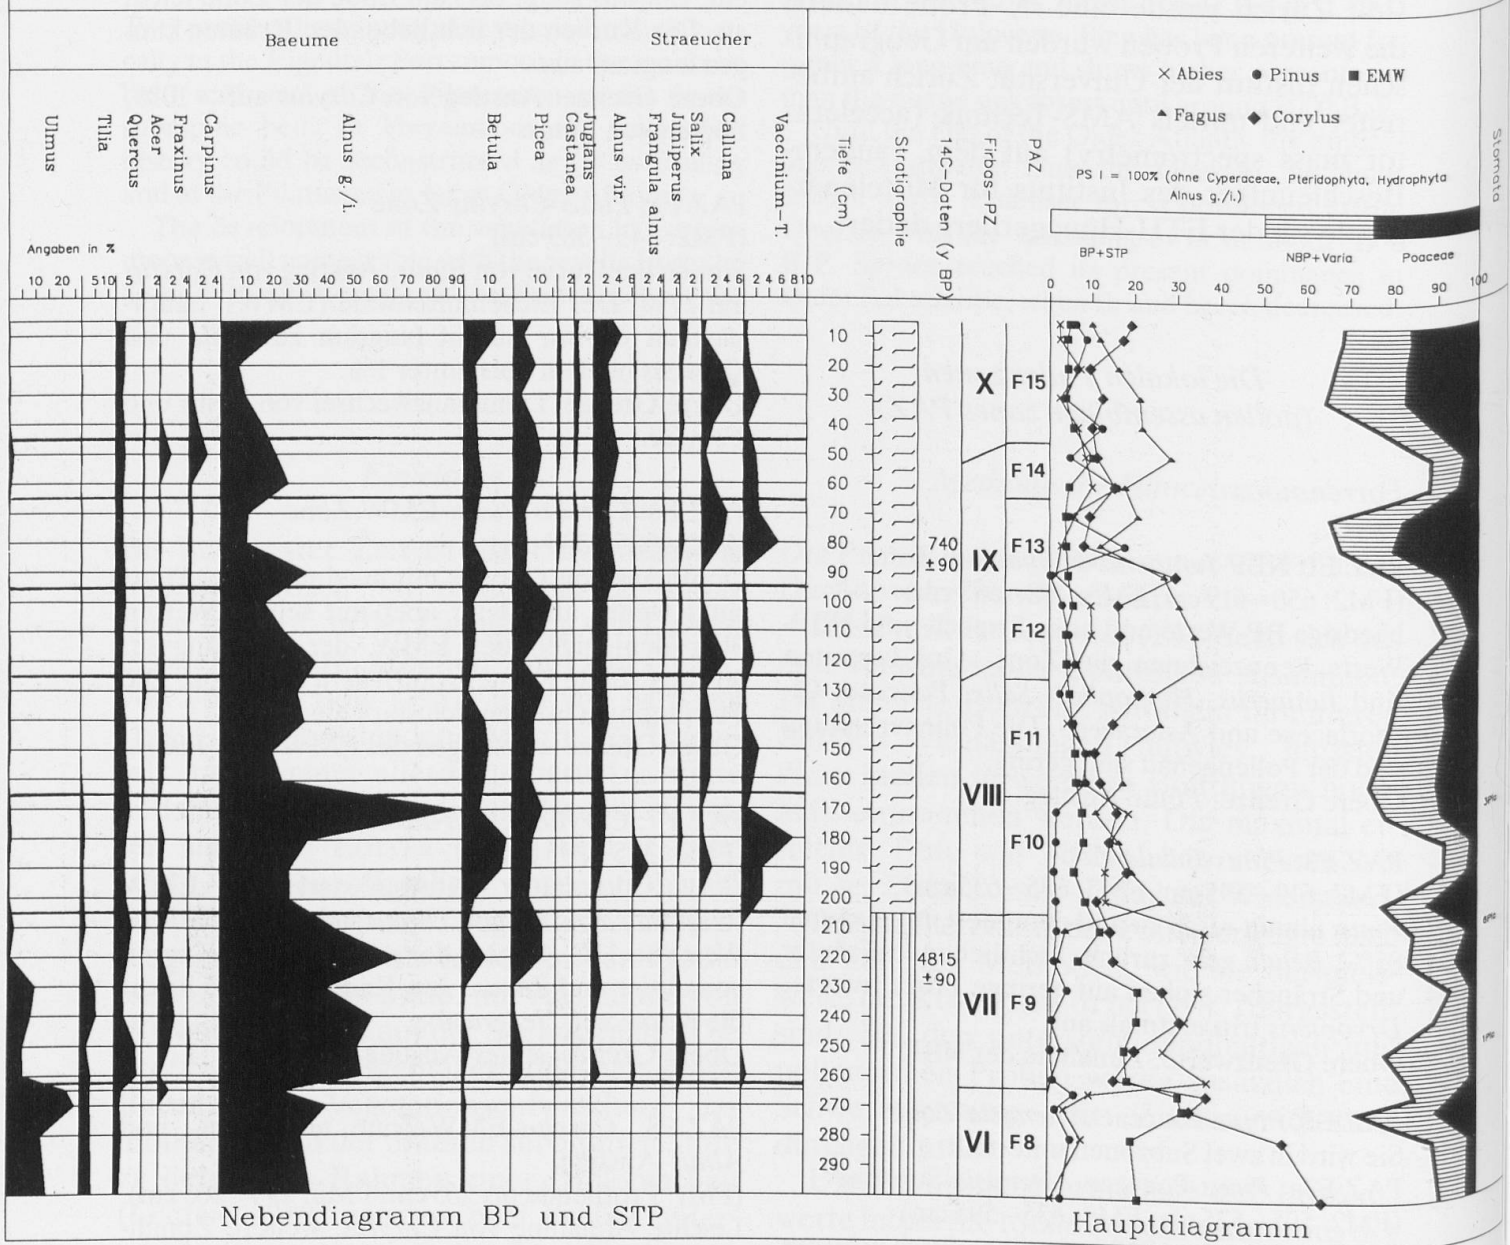 Baeume
Straeucher
Ulmus
Tilia
Quercus
Acer
Fraxinus
Carpinus
Alnus g./i.
Betula
Picea
Castanea
Juglans
Alnus vir.
Frangula alnus
Juniperus
Salix
Calluna
Vaccinium-T.
Angaben in %
10 20 510 5 2 2 2 4 10 20 30 40 50 60 70 80 90 10 10 2 2 2 4 6 2 4 2 2 2 4 6 2 4 6 8 10
Tiefe (cm)
Stratigraphie
14C-Daten (y BP)
Firbas-PZ
PAZ
Abies Pinus EMW
Fagus Corylus
PS I = 100% (ohne Cyperaceae, Pteridophyta, Hydrophyta
Alnus g./i.)
BP+STP
NBP+Varia
Poaceae
Stomata
0 10 20 30 40 50 60 70 80 90 100
10
20
30
40
50
60
70
80
90
100
110
120
130
140
150
160
170
180
190
200
210
220
230
240
250
260
270
280
290
740
±90
4815
±90
X
IX
VIII
VII
VI
F15
F14
F13
F12
F11
F10
F9
F8
Nebendiagramm BP und STP
Hauptdiagramm